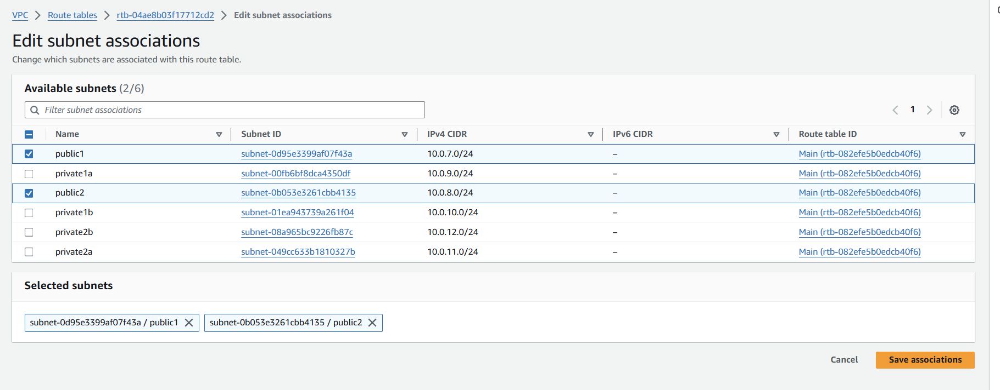 VPC > Route tables > rtb-04ae8b03f17712cd2 > Edit subnet associations
Edit subnet associations
Change which subnets are associated with this route table.
Available subnets (2/6)
Filter subnet associations
1
Name Subnet ID IPv4 CIDR IPv6 CIDR Route table ID
public1 subnet-0d95e3399af07f43a 10.0.7.0/24 – Main (rtb-082efe5b0edcb40f6)
private1a subnet-00fb6bf8dca4350df 10.0.9.0/24 – Main (rtb-082efe5b0edcb40f6)
public2 subnet-0b053e3261cbb4135 10.0.8.0/24 – Main (rtb-082efe5b0edcb40f6)
private1b subnet-01ea943739a261f04 10.0.10.0/24 – Main (rtb-082efe5b0edcb40f6)
private2b subnet-08a965bc9226fb87c 10.0.12.0/24 – Main (rtb-082efe5b0edcb40f6)
private2a subnet-049cc633b1810327b 10.0.11.0/24 – Main (rtb-082efe5b0edcb40f6)
Selected subnets
subnet-0d95e3399af07f43a / public1 subnet-0b053e3261cbb4135 / public2
Cancel Save associations